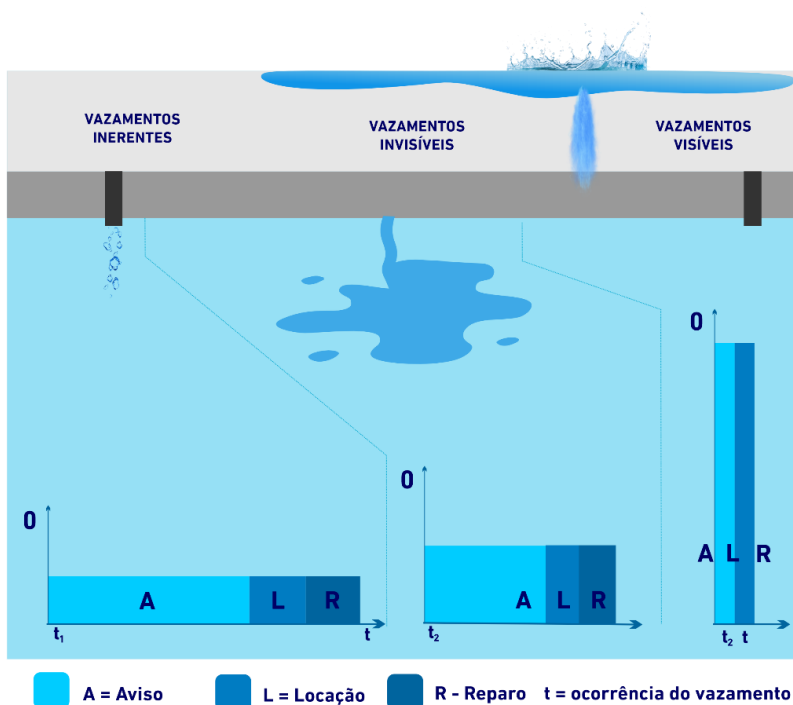 VAZAMENTOS
INERENTES
VAZAMENTOS
INVISÍVEIS
VAZAMENTOS
VISÍVEIS
0
A
L
R
t₁
t
0
A
L
R
t₂
0
A
L
R
t₂
t
A = Aviso
L = Locação
R - Reparo
t = ocorrência do vazamento